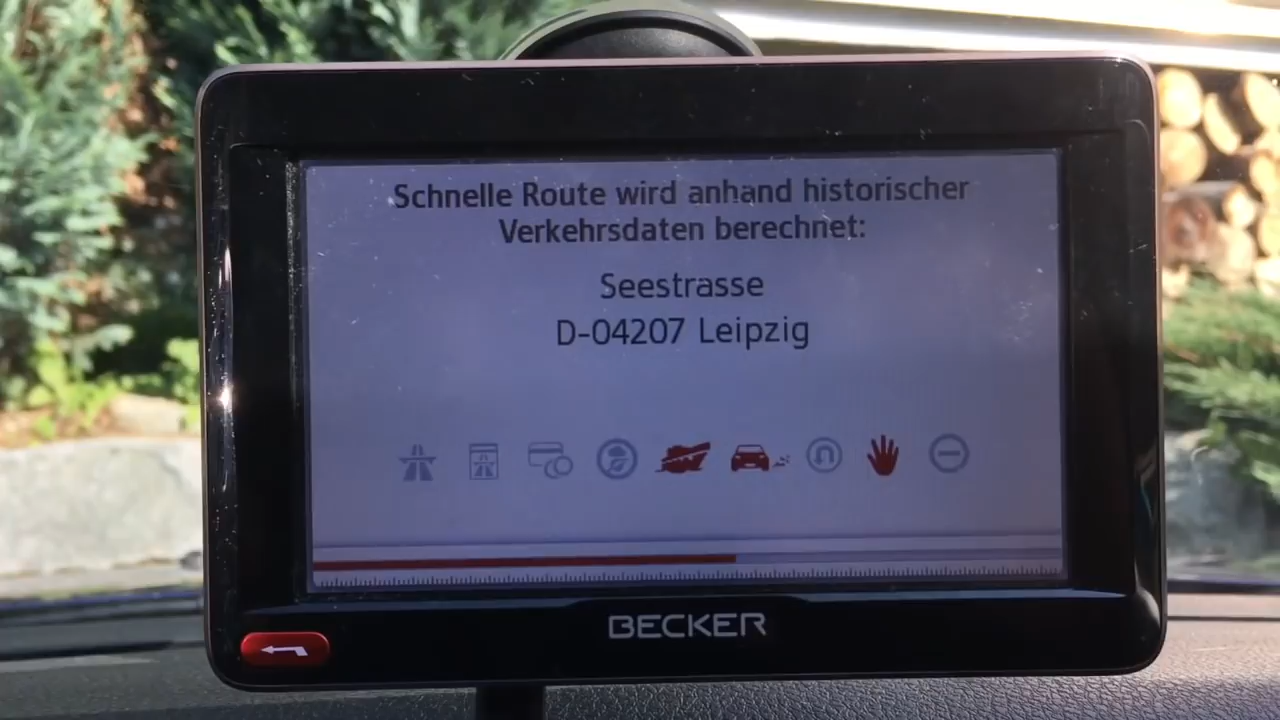 Schnelle Route wird anhand historischer
Verkehrsdaten berechnet:
Seestrasse
D-04207 Leipzig
BECKER